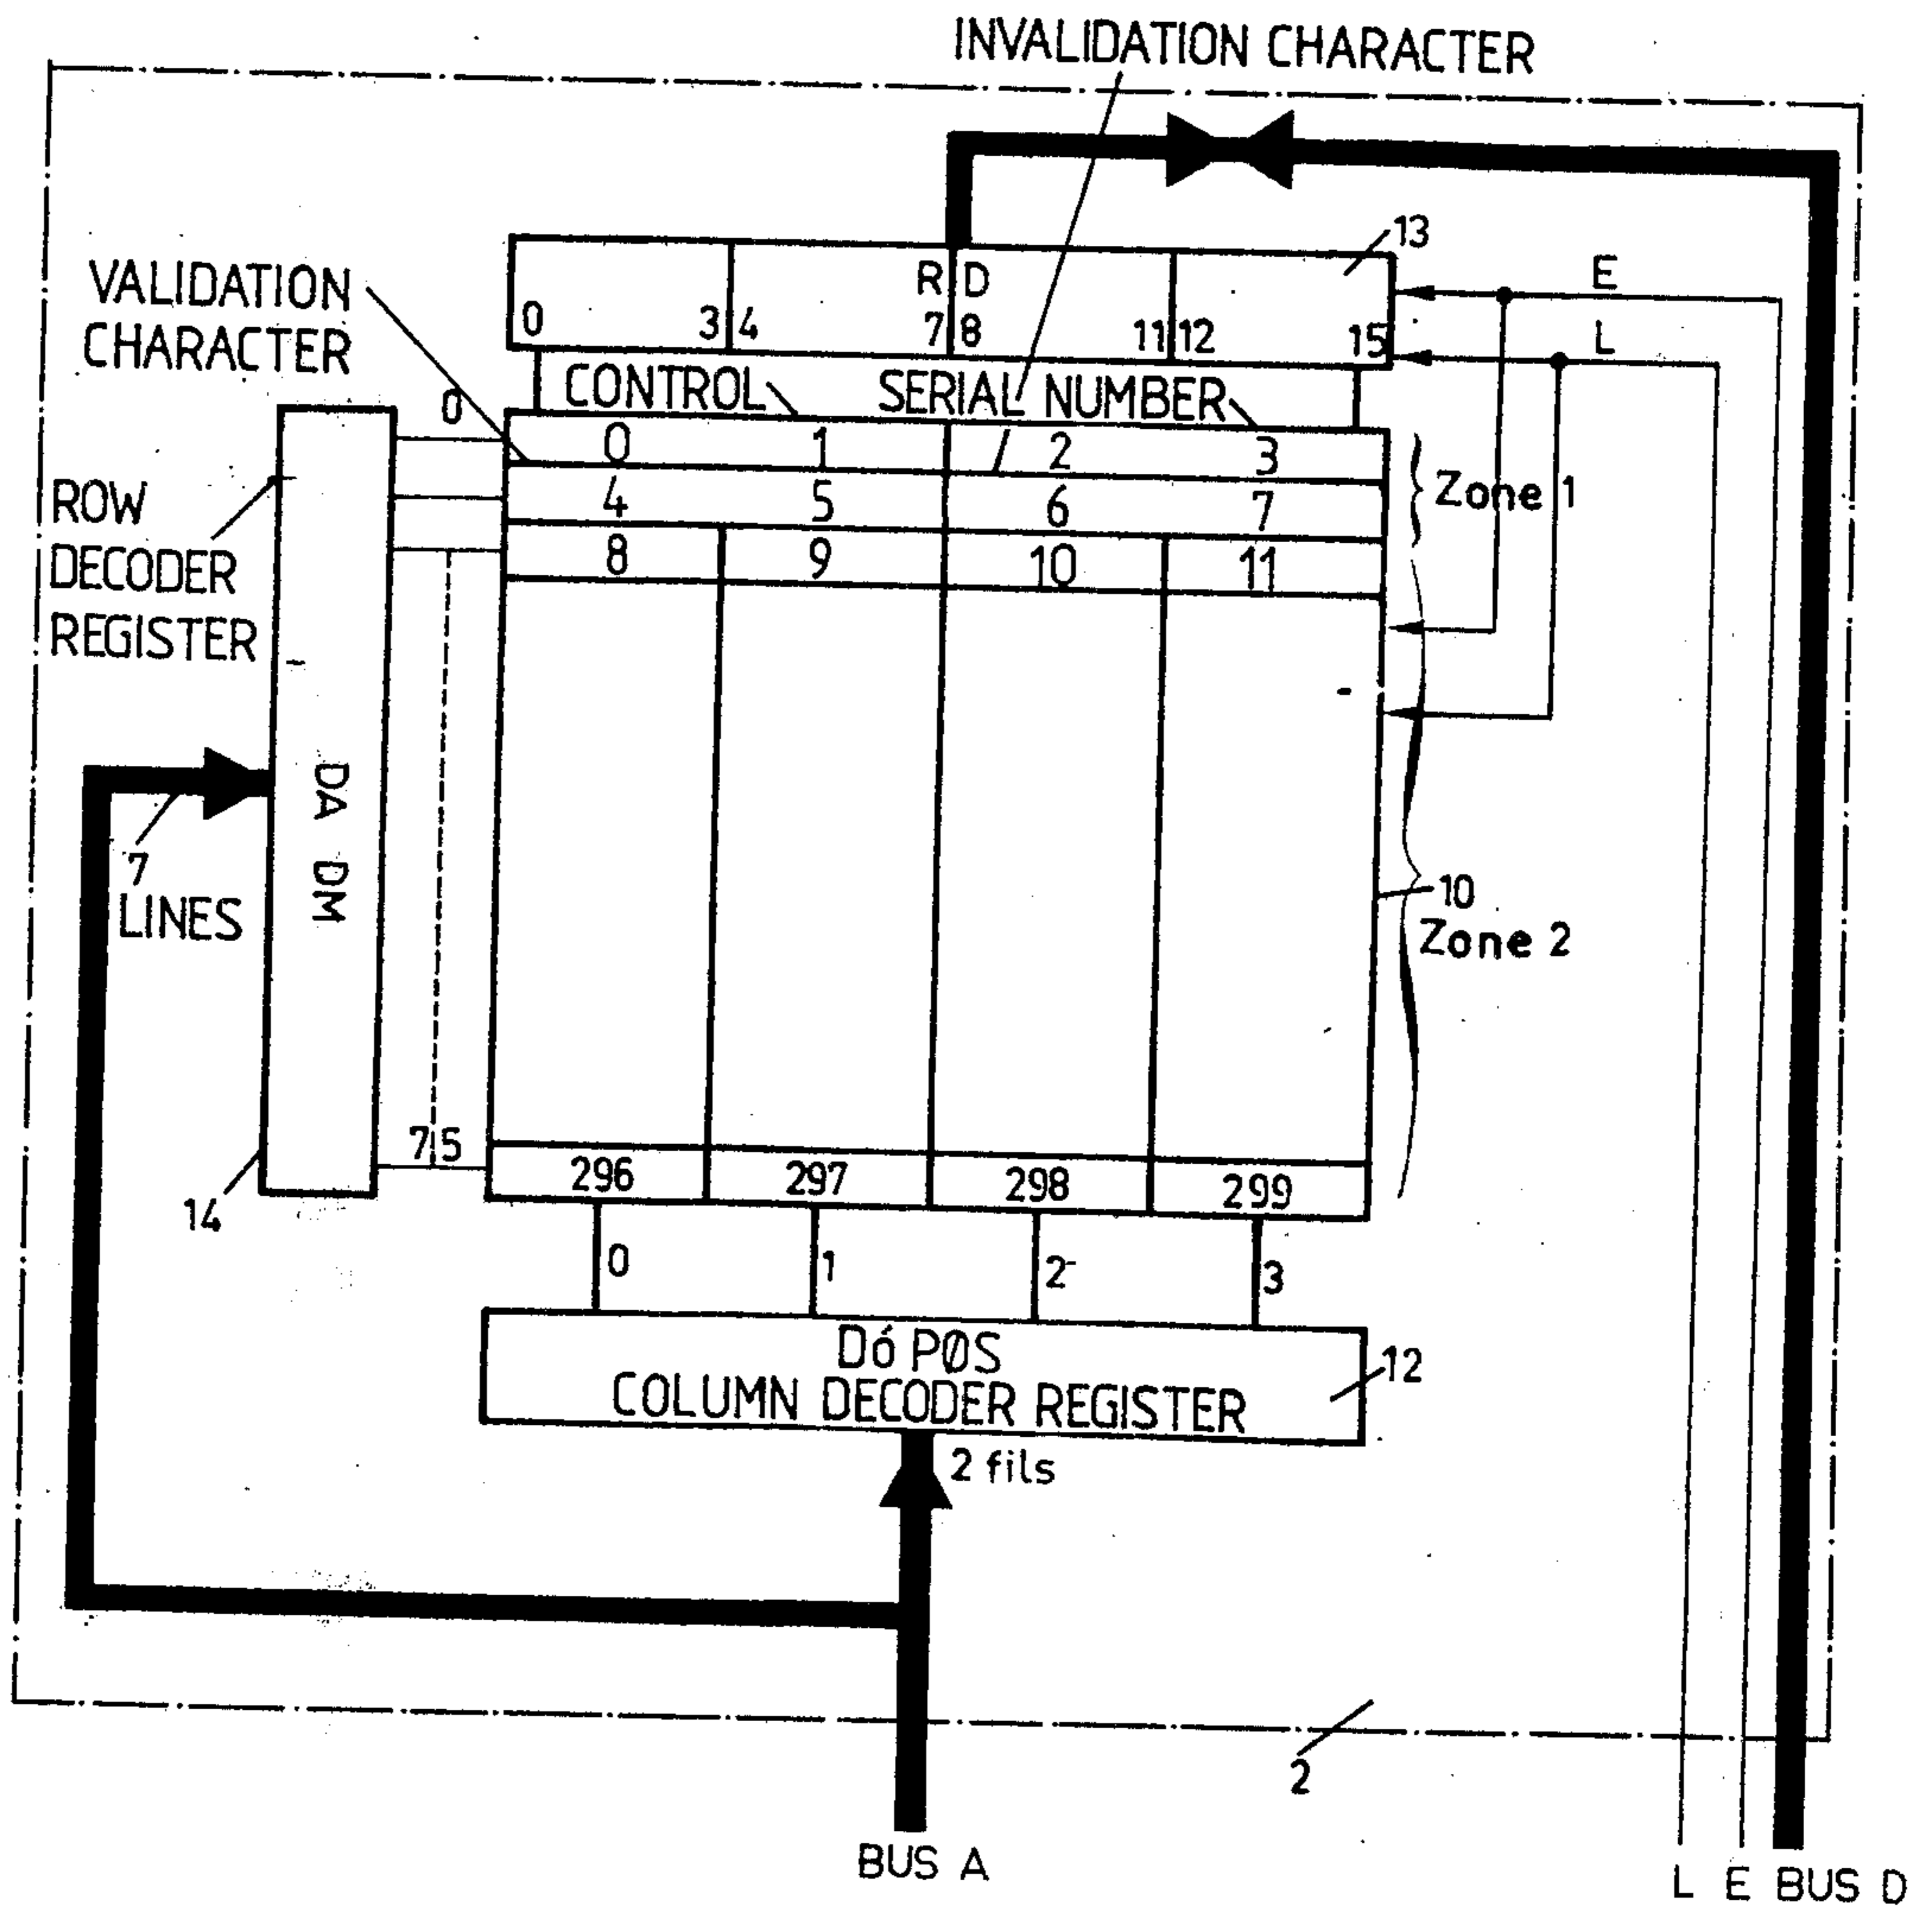 INVALIDATION CHARACTER
13
VALIDATION
CHARACTER
R D
0 3 4 7 8 11 12 15
E
L
CONTROL SERIAL NUMBER
0
0 1 2 3
4 5 6 7
8 9 10 11
Zone 1
ROW
DECODER
REGISTER
DA DM
7
LINES
10
Zone 2
75
296 297 298 299
14
0 1 2 3
Dó PØS
COLUMN DECODER REGISTER
12
2 fils
2
BUS A
L E BUS D